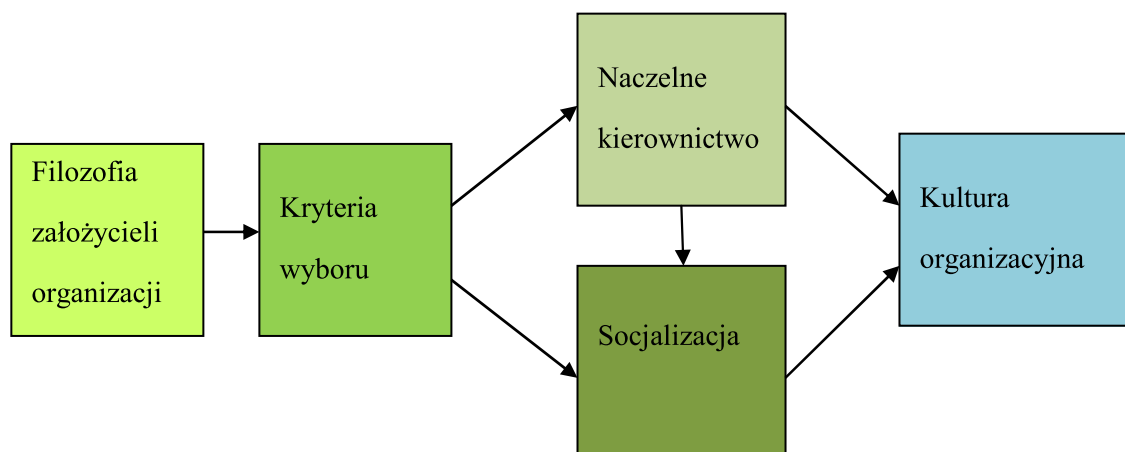 Filozofia
założycieli
organizacji
Kryteria
wyboru
Naczelne
kierownictwo
Socjalizacja
Kultura
organizacyjna